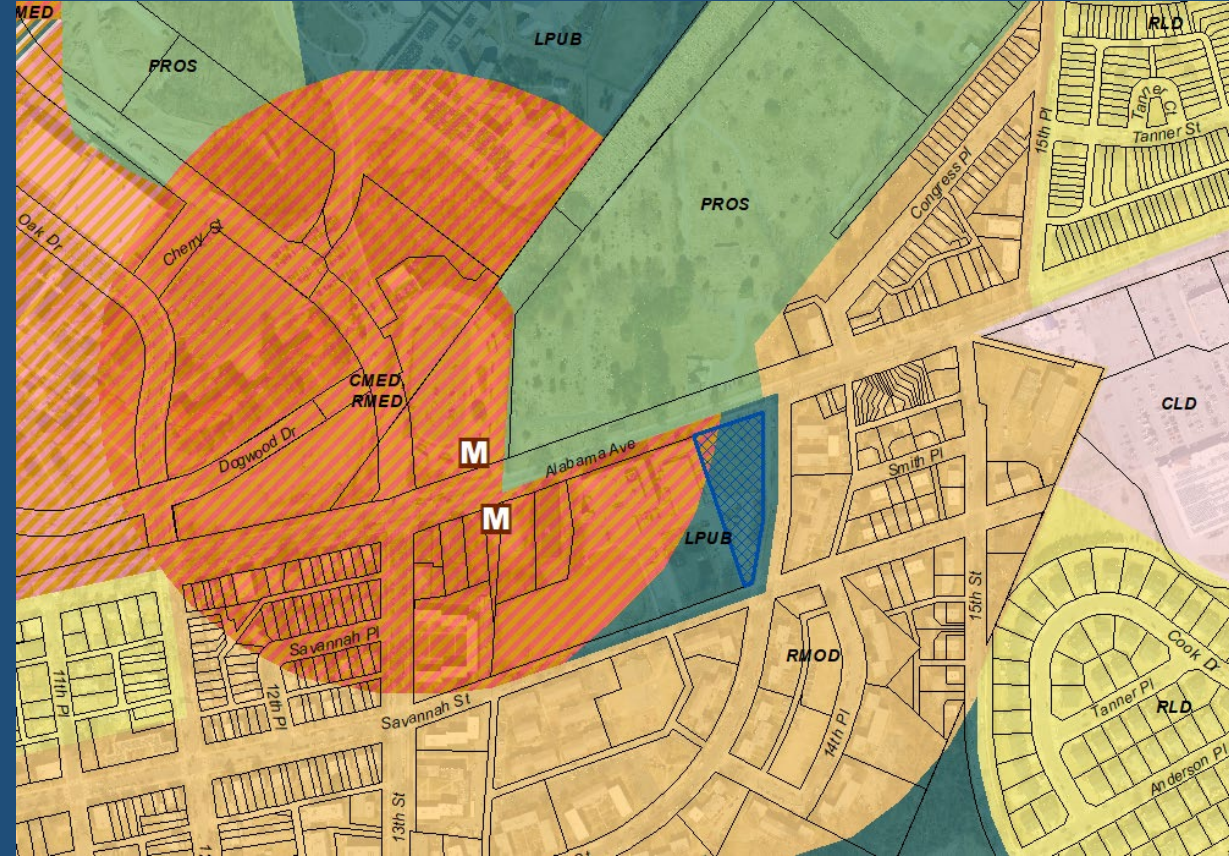 MED
PROS
LPUB
RLD
Tanner Ct
Tanner St
15th Pl
Congress Pl
PROS
Oak Dr
Cherry St
CMED,
RMED
Dogwood Dr
M
Alabama Ave
M
CLD
Smith Pl
LPUB
15th St
Savannah Pl
11th Pl
12th Pl
Savannah St
RMOD
14th Pl
Cook Dr
Tanner Pl
RLD
Anderson Pl
13th St